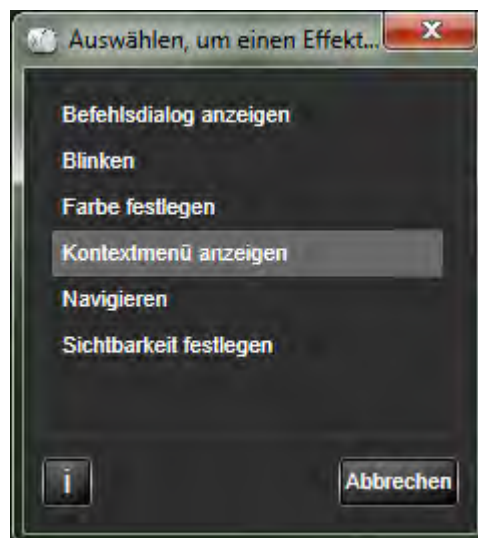 Auswählen, um einen Effekt...
Befehlsdialog anzeigen
Blinken
Farbe festlegen
Kontextmenü anzeigen
Navigieren
Sichtbarkeit festlegen
i
Abbrechen